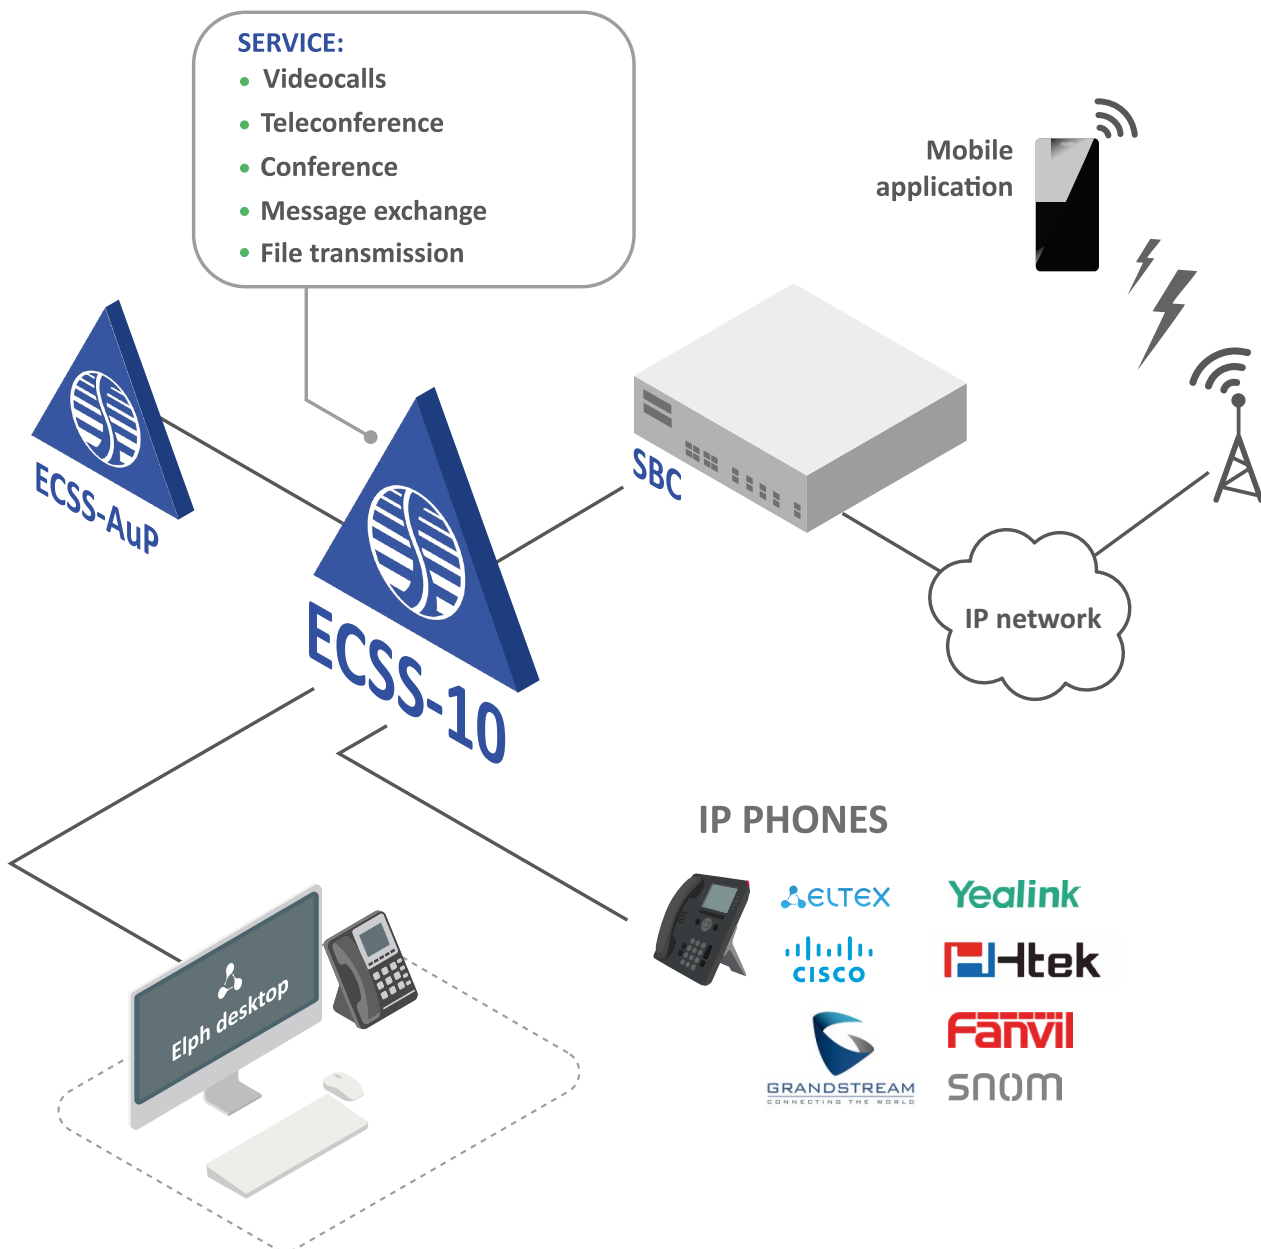 SERVICE:
• Videocalls
• Teleconference
• Conference
• Message exchange
• File transmission
Mobile
application
ECSS-AuP
SBC
ECSS-10
IP network
IP PHONES
ELTEX
Yealink
CISCO
Htek
Fanvil
GRANDSTREAM
CONNECTING THE WORLD
snom
Elph desktop